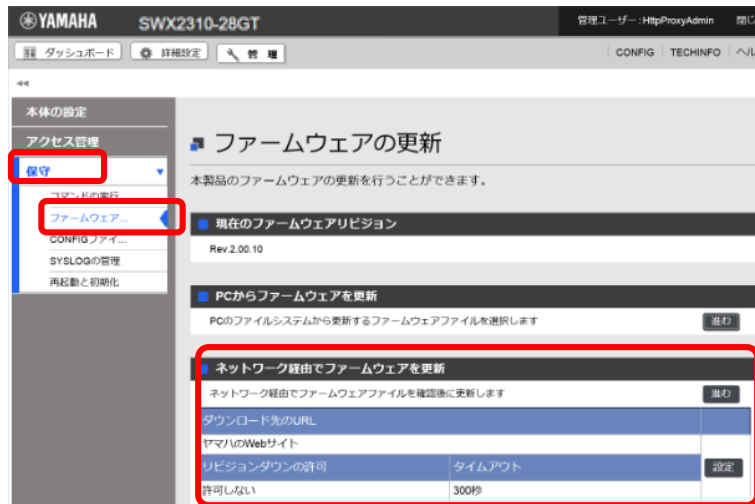 YAMAHA SWX2310-28GT 管理ユーザー:HttpProxyAdmin 閉じ
ダッシュボード 詳細設定 管理 CONFIG TECHINFO ヘル
本体の設定
アクセス管理
保守
コマンドの実行
ファームウェア...
CONFIGファイ...
SYSLOGの管理
再起動と初期化
ファームウェアの更新
本製品のファームウェアの更新を行うことができます。
現在のファームウェアリビジョン
Rev.2.00.10
PCからファームウェアを更新
PCのファイルシステムから更新するファームウェアファイルを選択します 進む
ネットワーク経由でファームウェアを更新
ネットワーク経由でファームウェアファイルを確認後に更新します 進む
ダウンロード先のURL
ヤマハのWebサイト
リビジョンダウンの許可 タイムアウト 設定
許可しない 300秒